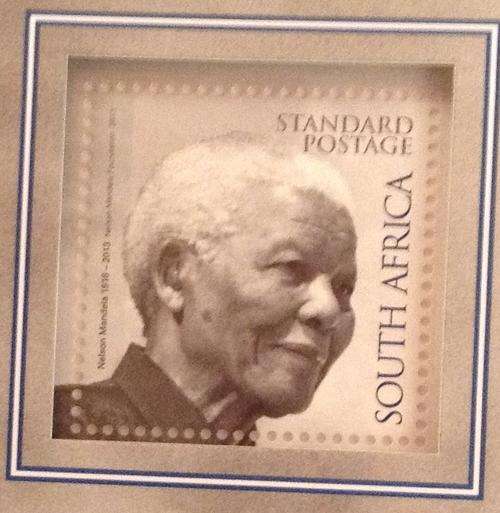 STANDARD
POSTAGE
SOUTH AFRICA
Nelson Mandela 1918 – 2013